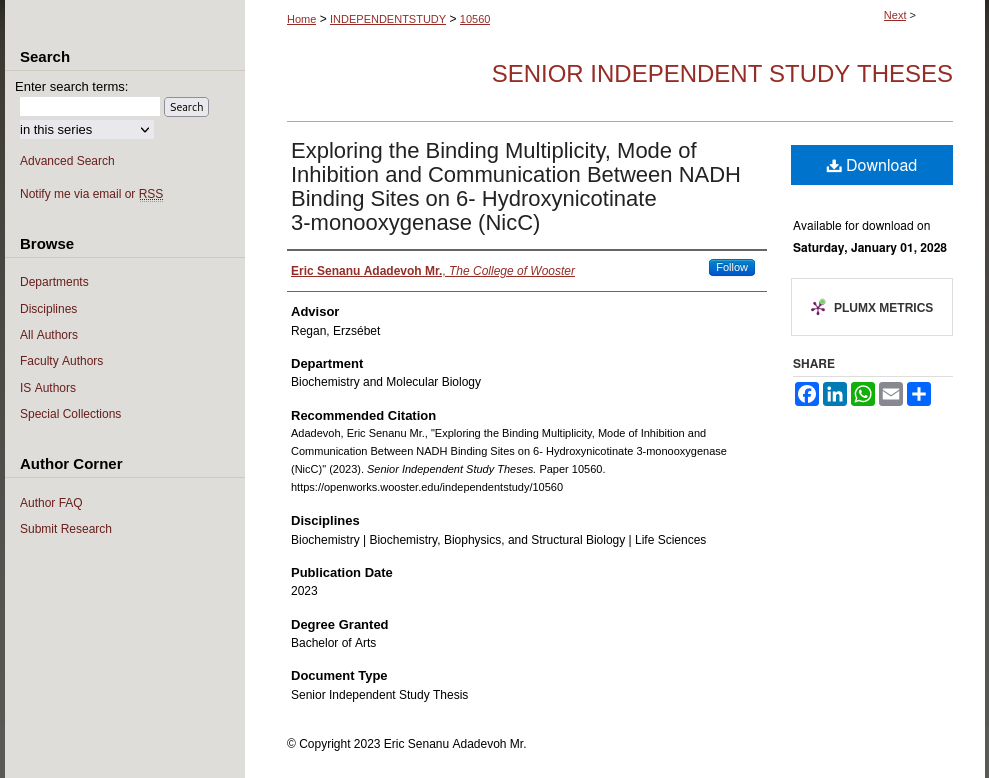 Home > INDEPENDENTSTUDY > 10560
Next >
SENIOR INDEPENDENT STUDY THESES
Search
Enter search terms:
Search
in this series
Advanced Search
Notify me via email or RSS
Browse
Departments
Disciplines
All Authors
Faculty Authors
IS Authors
Special Collections
Author Corner
Author FAQ
Submit Research
Exploring the Binding Multiplicity, Mode of
Inhibition and Communication Between NADH
Binding Sites on 6- Hydroxynicotinate
3-monooxygenase (NicC)
Eric Senanu Adadevoh Mr., The College of Wooster
Follow
Advisor
Regan, Erzsébet
Department
Biochemistry and Molecular Biology
Recommended Citation
Adadevoh, Eric Senanu Mr., "Exploring the Binding Multiplicity, Mode of Inhibition and
Communication Between NADH Binding Sites on 6- Hydroxynicotinate 3-monooxygenase
(NicC)" (2023). Senior Independent Study Theses. Paper 10560.
https://openworks.wooster.edu/independentstudy/10560
Disciplines
Biochemistry | Biochemistry, Biophysics, and Structural Biology | Life Sciences
Publication Date
2023
Degree Granted
Bachelor of Arts
Document Type
Senior Independent Study Thesis
© Copyright 2023 Eric Senanu Adadevoh Mr.
Download
Available for download on
Saturday, January 01, 2028
PLUMX METRICS
SHARE